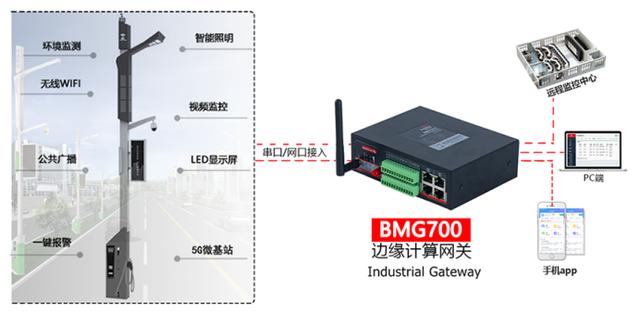 环境监测
智能照明
无线WIFI
视频监控
公共广播
LED显示屏
一键报警
5G微基站
串口/网口接入
BMG700
边缘计算网关
Industrial Gateway
远程监控中心
PC端
手机app